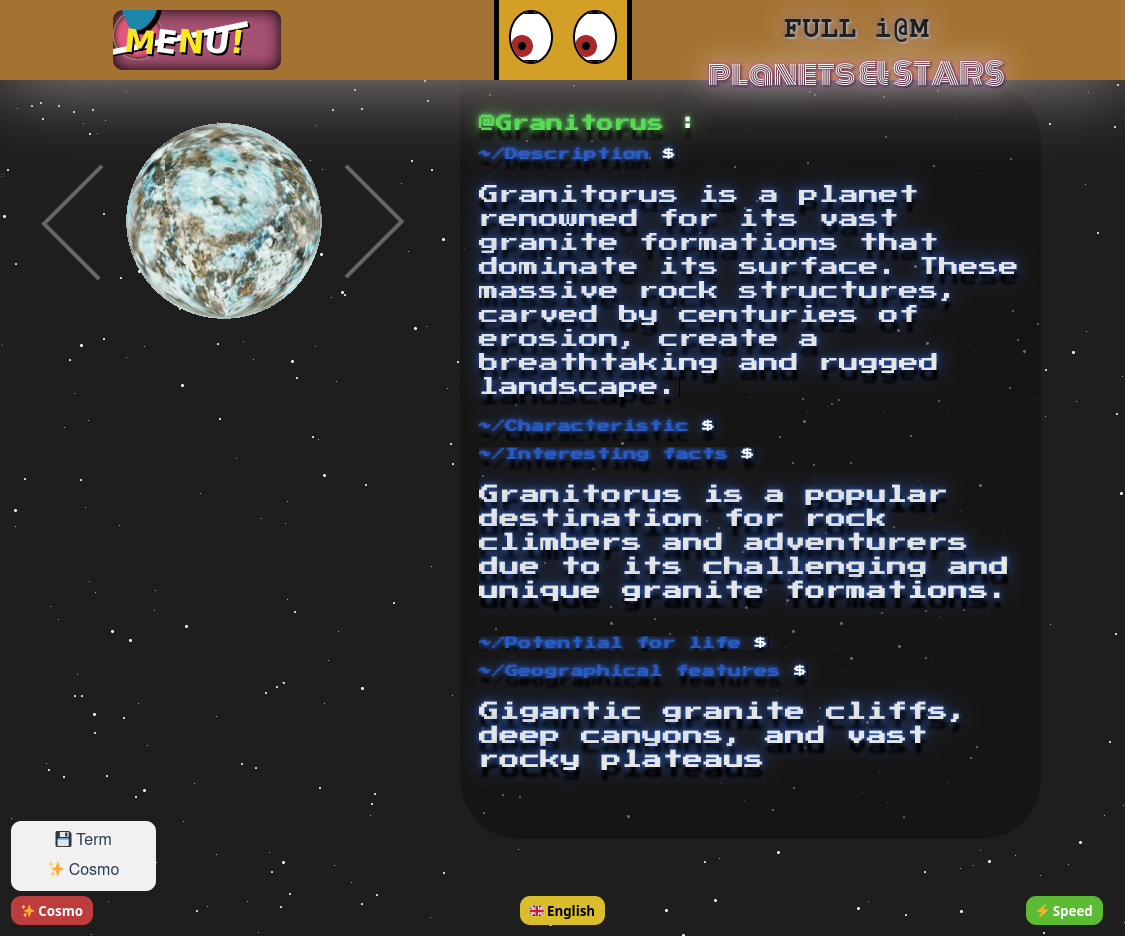 MENU!
FULL i@M
PLaNETS & STARS
@Granitorus :
~/Description $
Granitorus is a planet
renowned for its vast
granite formations that
dominate its surface. These
massive rock structures,
carved by centuries of
erosion, create a
breathtaking and rugged
landscape.
~/Characteristic $
~/Interesting facts $
Granitorus is a popular
destination for rock
climbers and adventurers
due to its challenging and
unique granite formations.
~/Potential for life $
~/Geographical features $
Gigantic granite cliffs,
deep canyons, and vast
rocky plateaus
💾 Term
✨ Cosmo
✨ Cosmo
🇬🇧 English
⚡ Speed